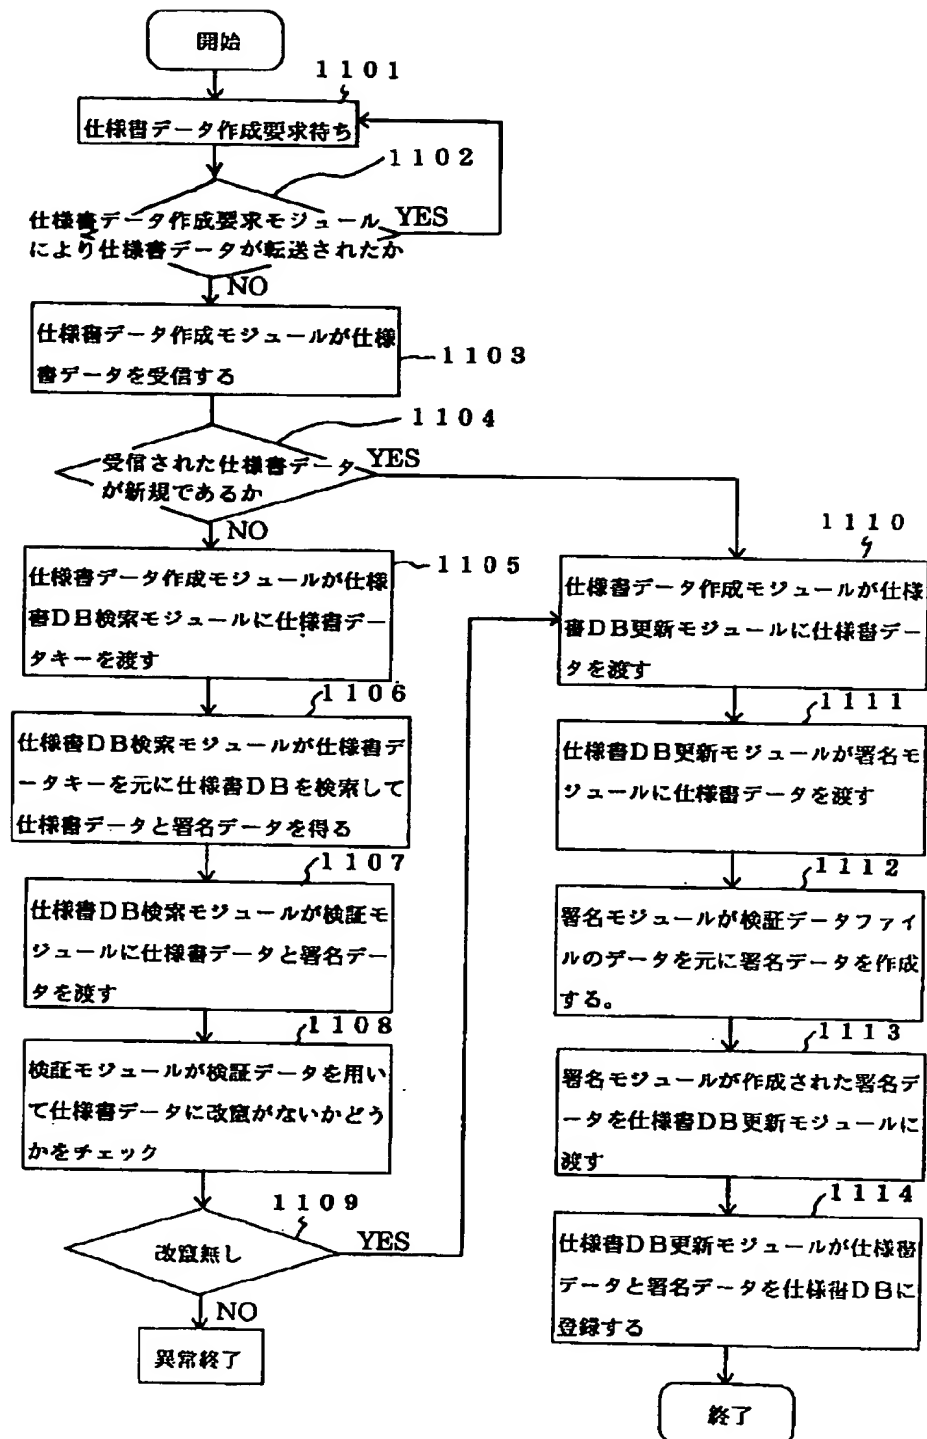 開始
1101
仕様書データ作成要求待ち
1102
仕様書データ作成要求モジュール
により仕様書データが転送されたか
YES
NO
仕様書データ作成モジュールが仕様
書データを受信する
1103
1104
受信された仕様書データ
が新規であるか
YES
NO
仕様書データ作成モジュールが仕様
書DB検索モジュールに仕様書デー
タキーを渡す
1105
1106
仕様書DB検索モジュールが仕様書デ
ータキーを元に仕様書DBを検索して
仕様書データと署名データを得る
1107
仕様書DB検索モジュールが検証モ
ジュールに仕様書データと署名デー
タを渡す
1108
検証モジュールが検証データを用い
て仕様書データに改竄がないかどう
かをチェック
1109
改竄無し
YES
NO
異常終了
1110
仕様書データ作成モジュールが仕様
書DB更新モジュールに仕様書データ
を渡す
1111
仕様書DB更新モジュールが署名モ
ジュールに仕様書データを渡す
1112
署名モジュールが検証データファイ
ルのデータを元に署名データを作成
する。
1113
署名モジュールが作成された署名デ
ータを仕様書DB更新モジュールに
渡す
1114
仕様書DB更新モジュールが仕様書
データと署名データを仕様書DBに
登録する
終了